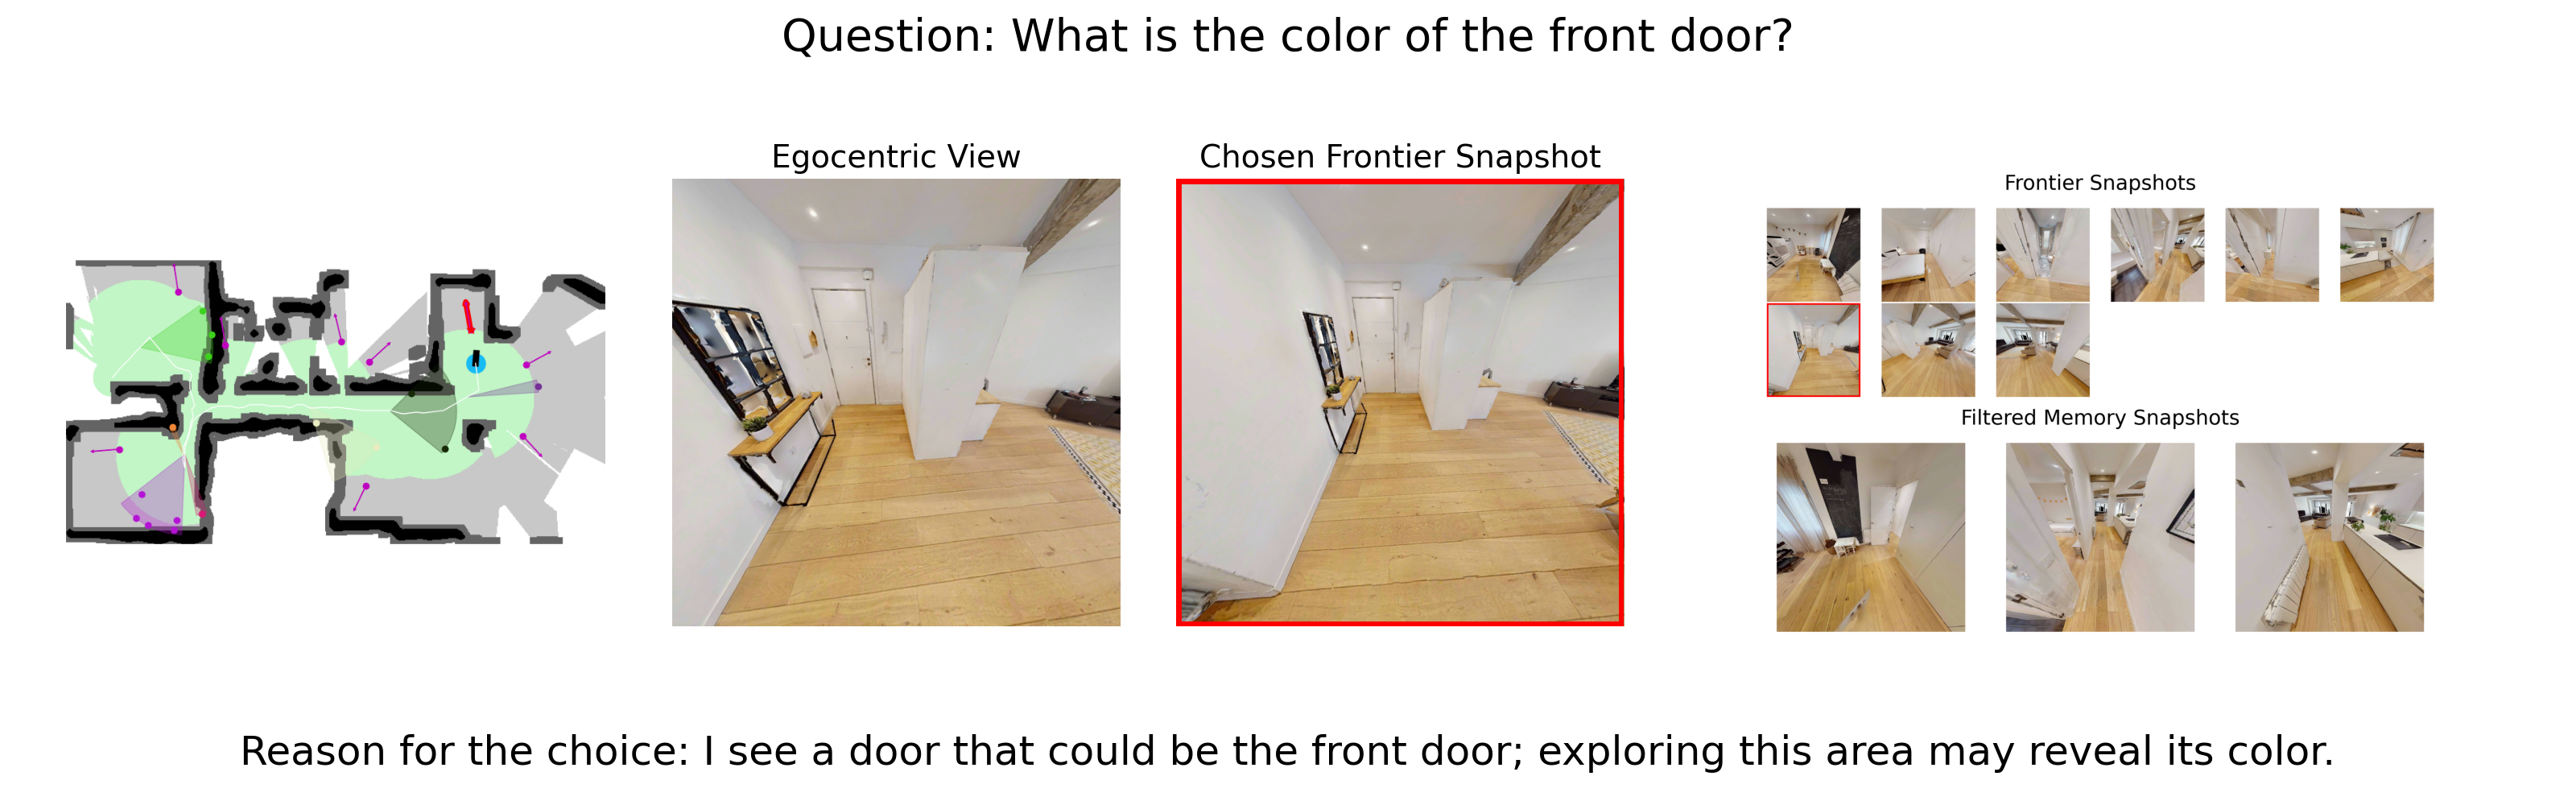 Question: What is the color of the front door?
Egocentric View
Chosen Frontier Snapshot
Frontier Snapshots
Filtered Memory Snapshots
Reason for the choice: I see a door that could be the front door; exploring this area may reveal its color.